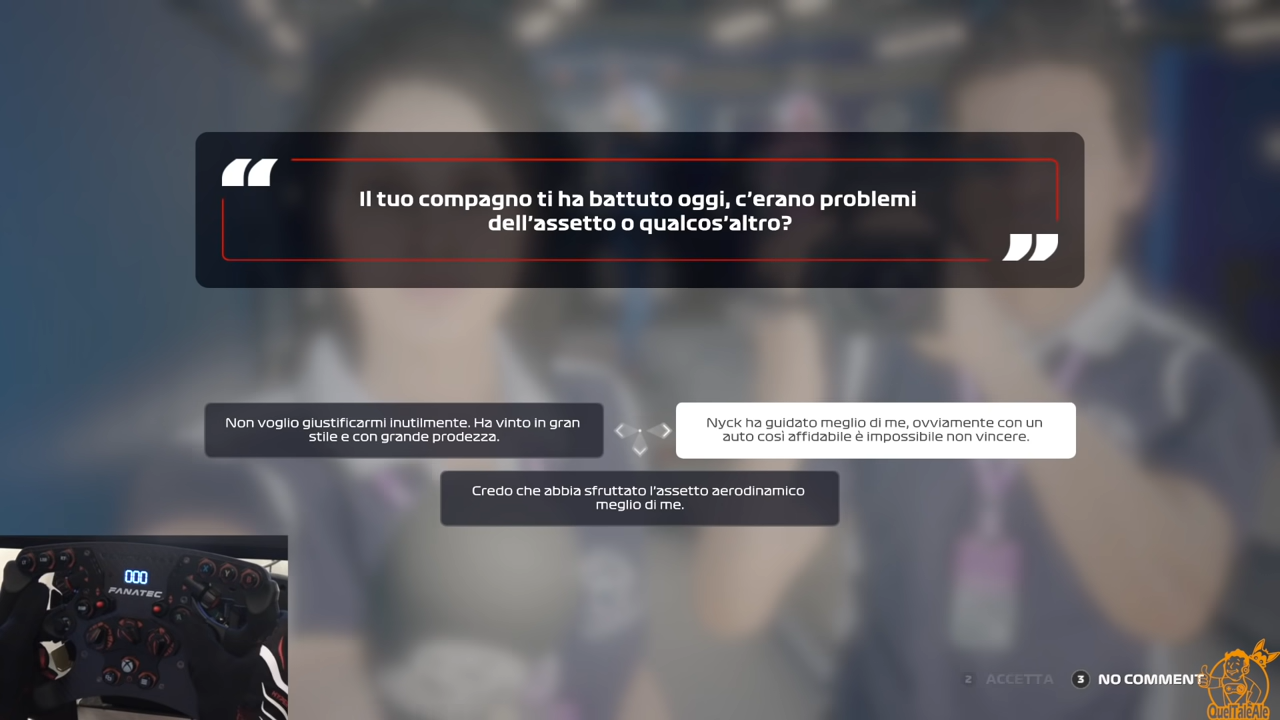 Il tuo compagno ti ha battuto oggi, c'erano problemi
dell'assetto o qualcos'altro?
Non voglio giustificarmi inutilmente. Ha vinto in gran
stile e con grande prodezza.
Nyck ha guidato meglio di me, ovviamente con un
auto così affidabile è impossibile non vincere.
Credo che abbia sfruttato l'assetto aerodinamico
meglio di me.
000
FANATEC
2 ACCETTA 3 NO COMMENT
QuelTaleAle